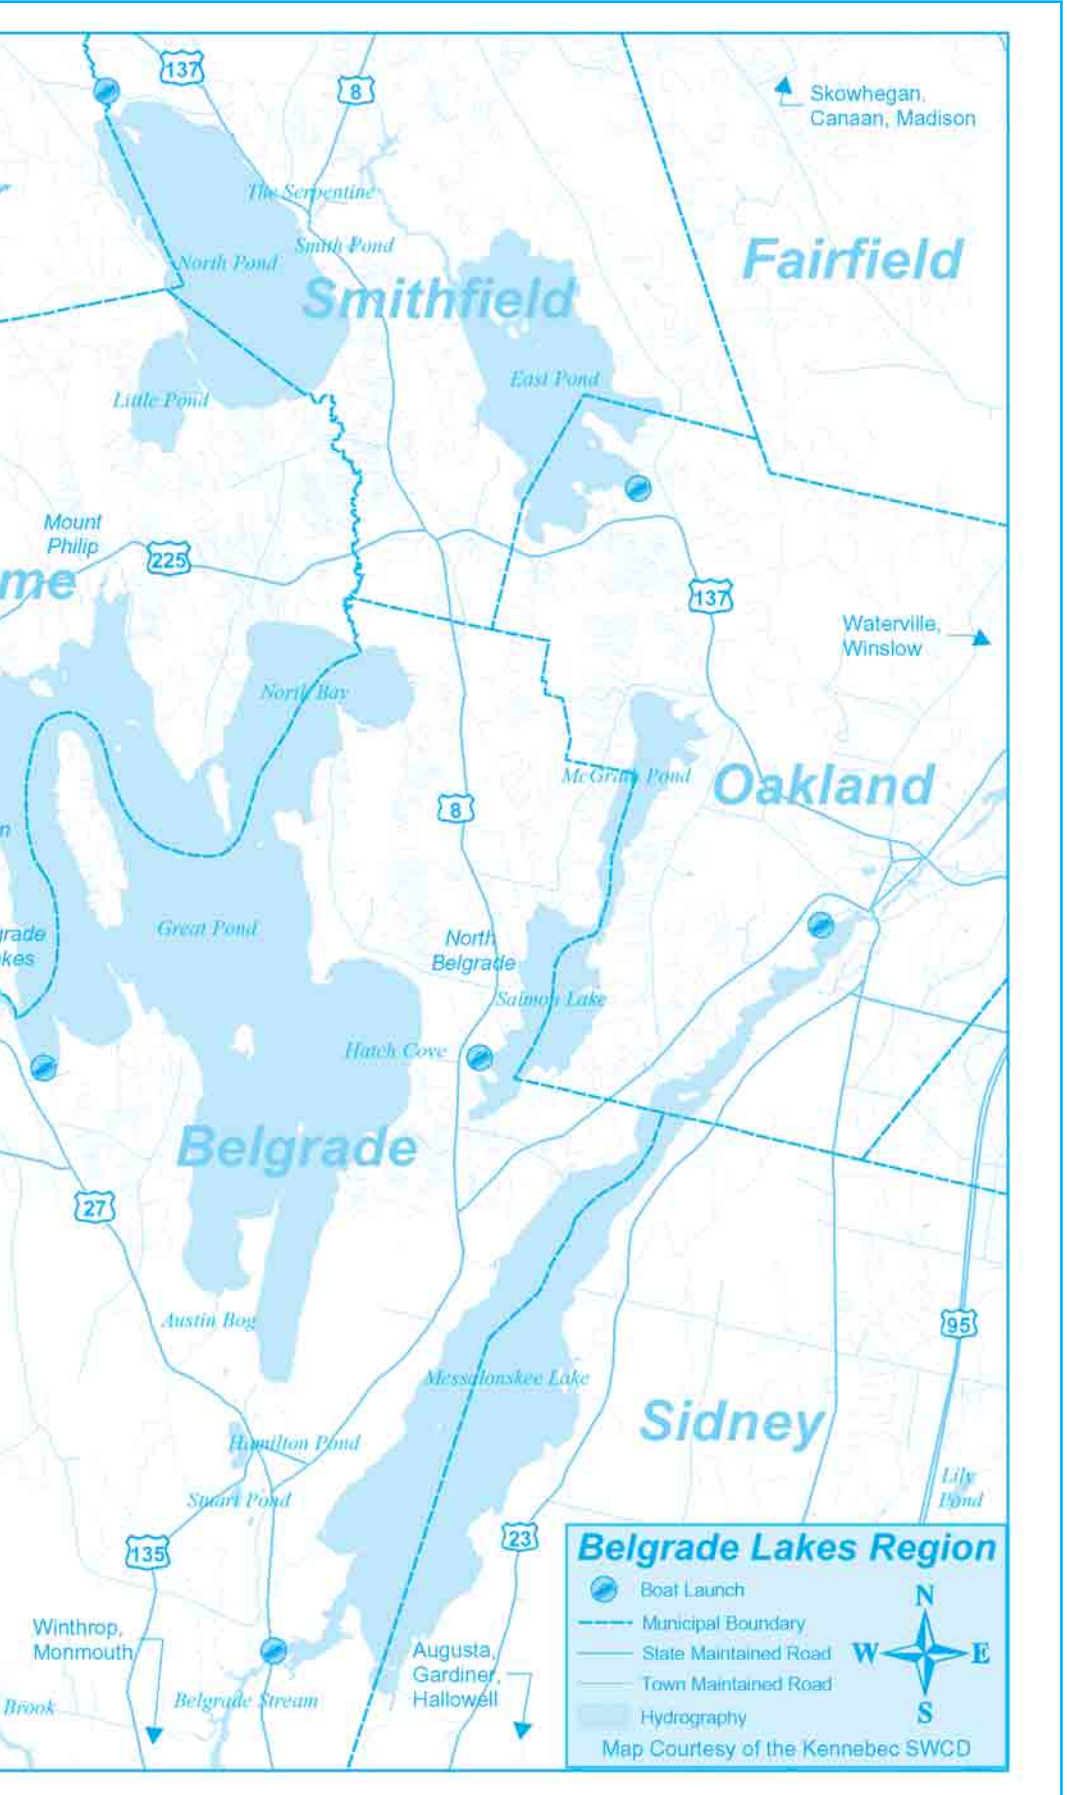 137
8
Skowhegan,
Canaan, Madison
The Serpentine
Smith Pond
North Pond
Fairfield
Smithfield
East Pond
Little Pond
Mount
Philip
225
me
137
Waterville,
Winslow
North Bay
McGrath Pond
Oakland
8
n
Great Pond
grade
kes
North
Belgrade
Salmon Lake
Hatch Cove
Belgrade
27
Austin Bog
95
Messalonskee Lake
Sidney
Hamilton Pond
Lily
Pond
Stuart Pond
135
23
Belgrade Lakes Region
Boat Launch
N
Municipal Boundary
State Maintained Road
W
E
Town Maintained Road
S
Hydrography
Map Courtesy of the Kennebec SWCD
Winthrop,
Monmouth
Augusta,
Gardiner,
Hallowell
Brook
Belgrade Stream